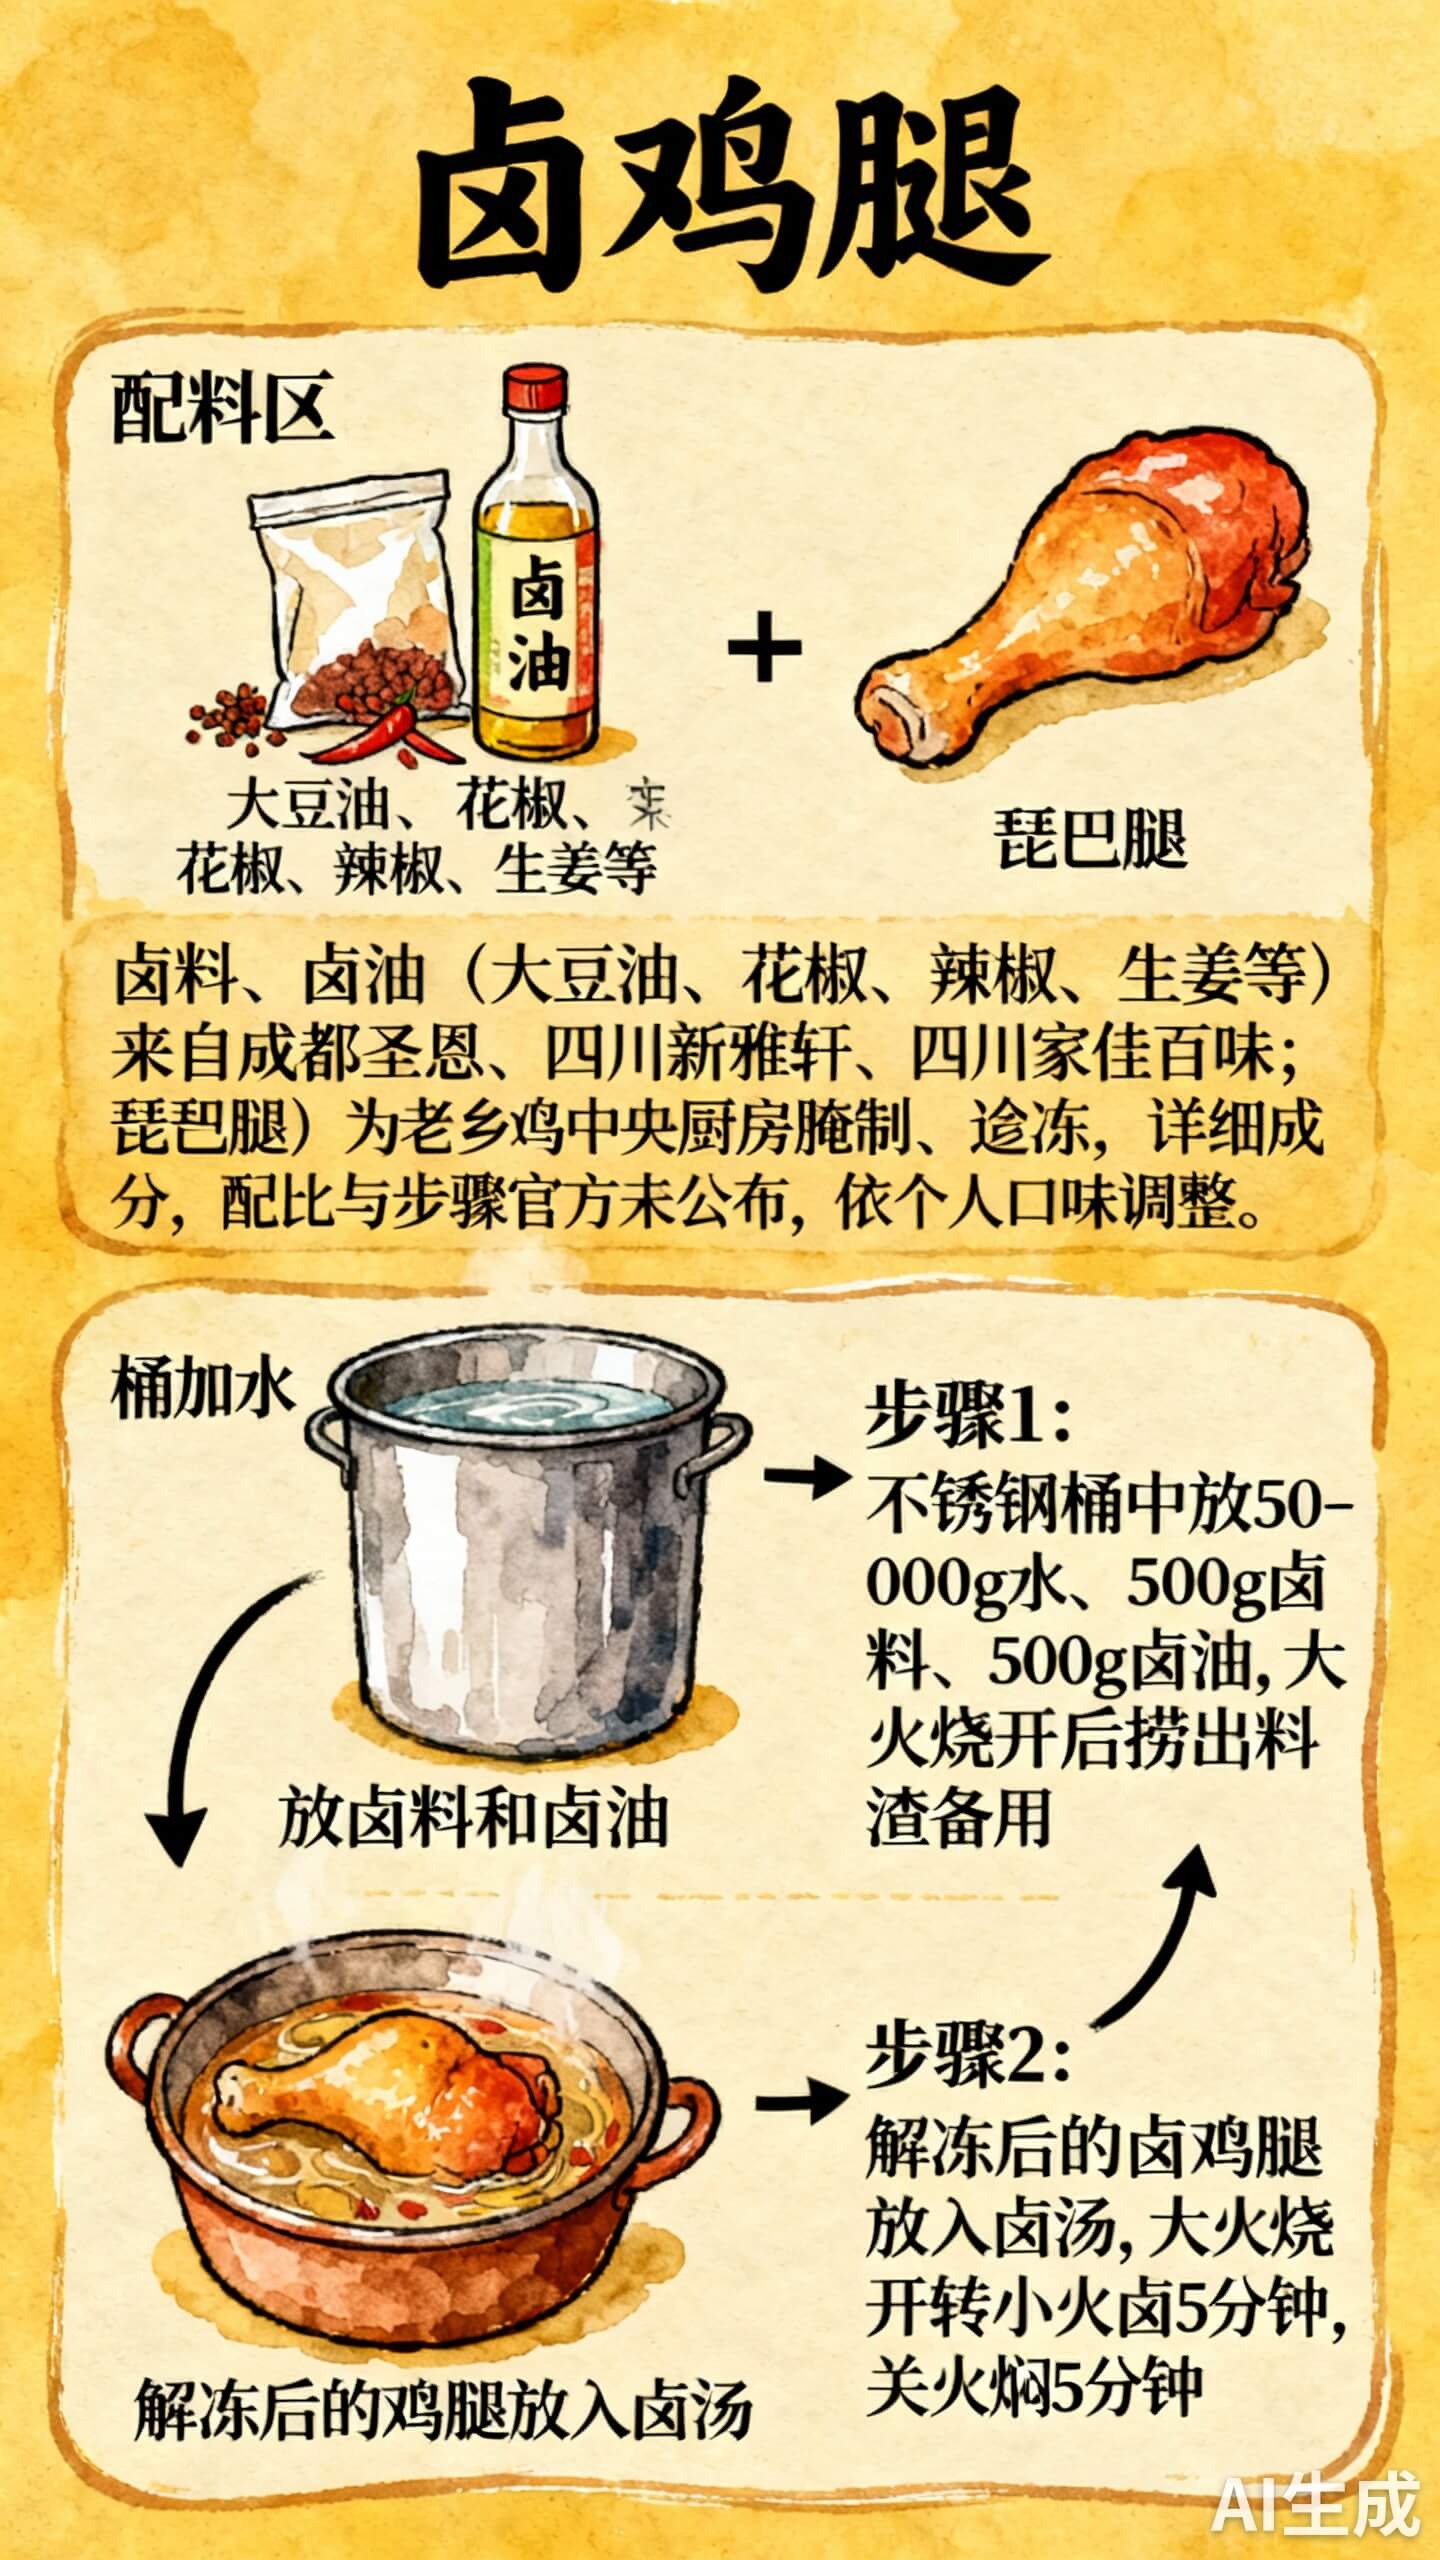 卤鸡腿
配料区
卤油
+
大豆油、花椒、
花椒、辣椒、生姜等
琵巴腿
卤料、卤油（大豆油、花椒、辣椒、生姜等）
来自成都圣恩、四川新雅轩、四川家佳百味；
琵琶腿）为老乡鸡中央厨房腌制、冻，详细成
分，配比与步骤官方未公布，依个人口味调整。
桶加水
放卤料和卤油
步骤1：
不锈钢桶中放50-
000g水、500g卤
料、500g卤油，大
火烧开后捞出料
渣备用
解冻后的鸡腿放入卤汤
步骤2：
解冻后的卤鸡腿
放入卤汤，大火烧
开转小火卤5分钟，
关火焖5分钟
AI生成